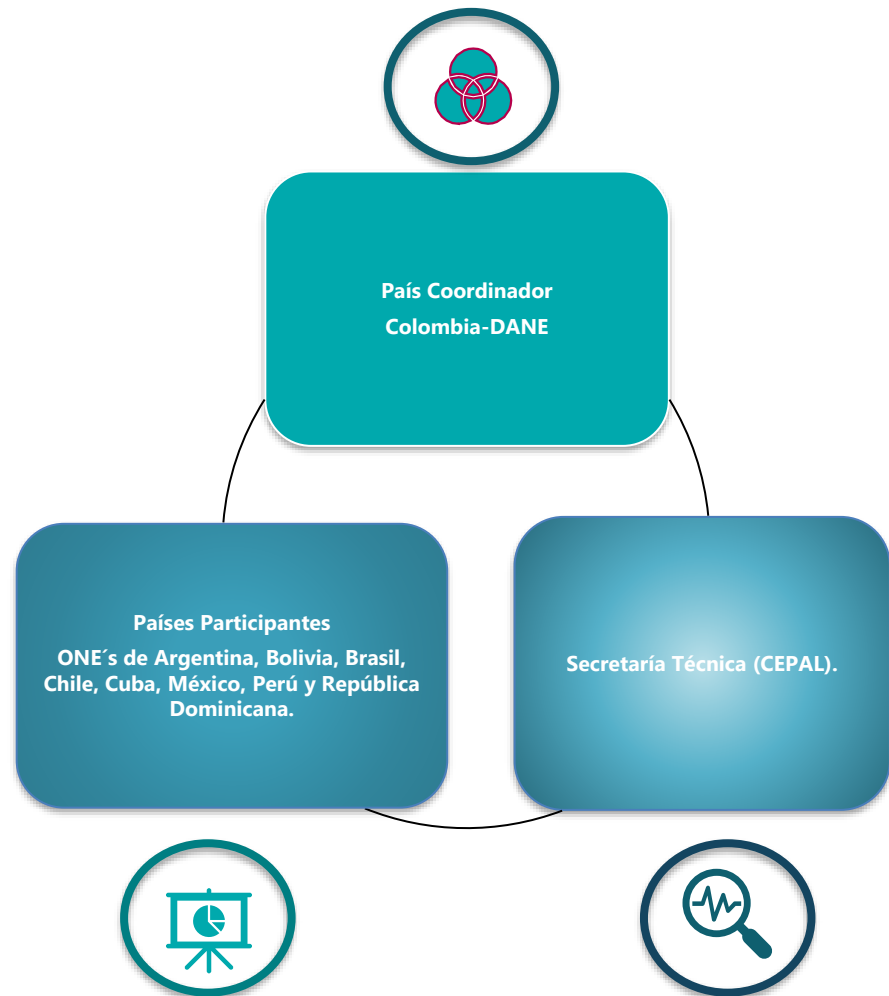 País Coordinador
Colombia-DANE
Países Participantes
ONE´s de Argentina, Bolivia, Brasil,
Chile, Cuba, México, Perú y República
Dominicana.
Secretaría Técnica (CEPAL).